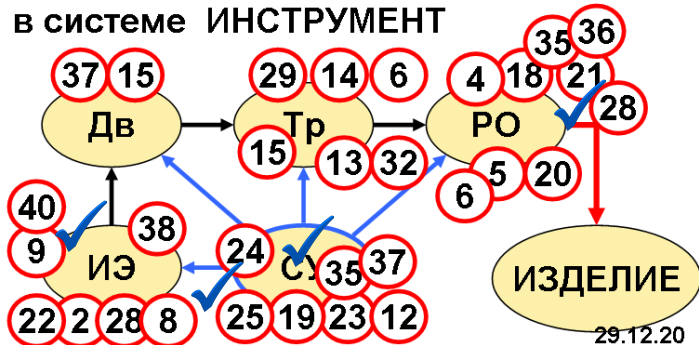 в системе ИНСТРУМЕНТ
35 36
37 15 29 14 6 4 18 21
28
Дв Тр РО
15 13 32 5 20
6
40
9 38 24 37
35
ИЭ ИЗДЕЛИЕ
22 2 28 8 25 19 23 12
29.12.20